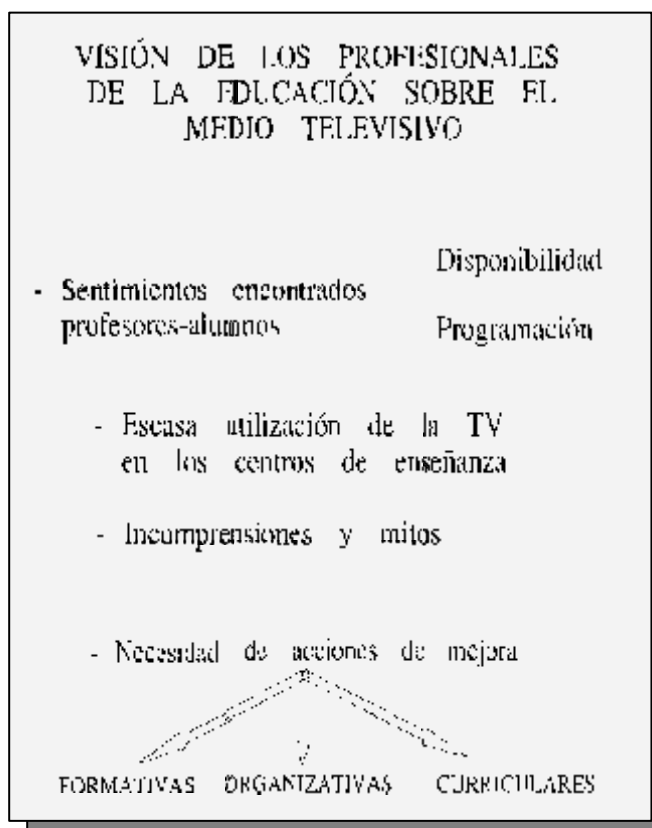 VISIÓN DE LOS PROFESIONALES
DE LA EDUCACIÓN SOBRE EL
MEDIO TELEVISIVO
Disponibilidad
- Sentimientos encontrados
profesores-alumnos
Programación
- Escasa utilización de la TV
en los centros de enseñanza
- Incomprensiones y mitos
- Necesidad de acciones de mejora
FORMATIVAS ORGANIZATIVAS CURRICULARES